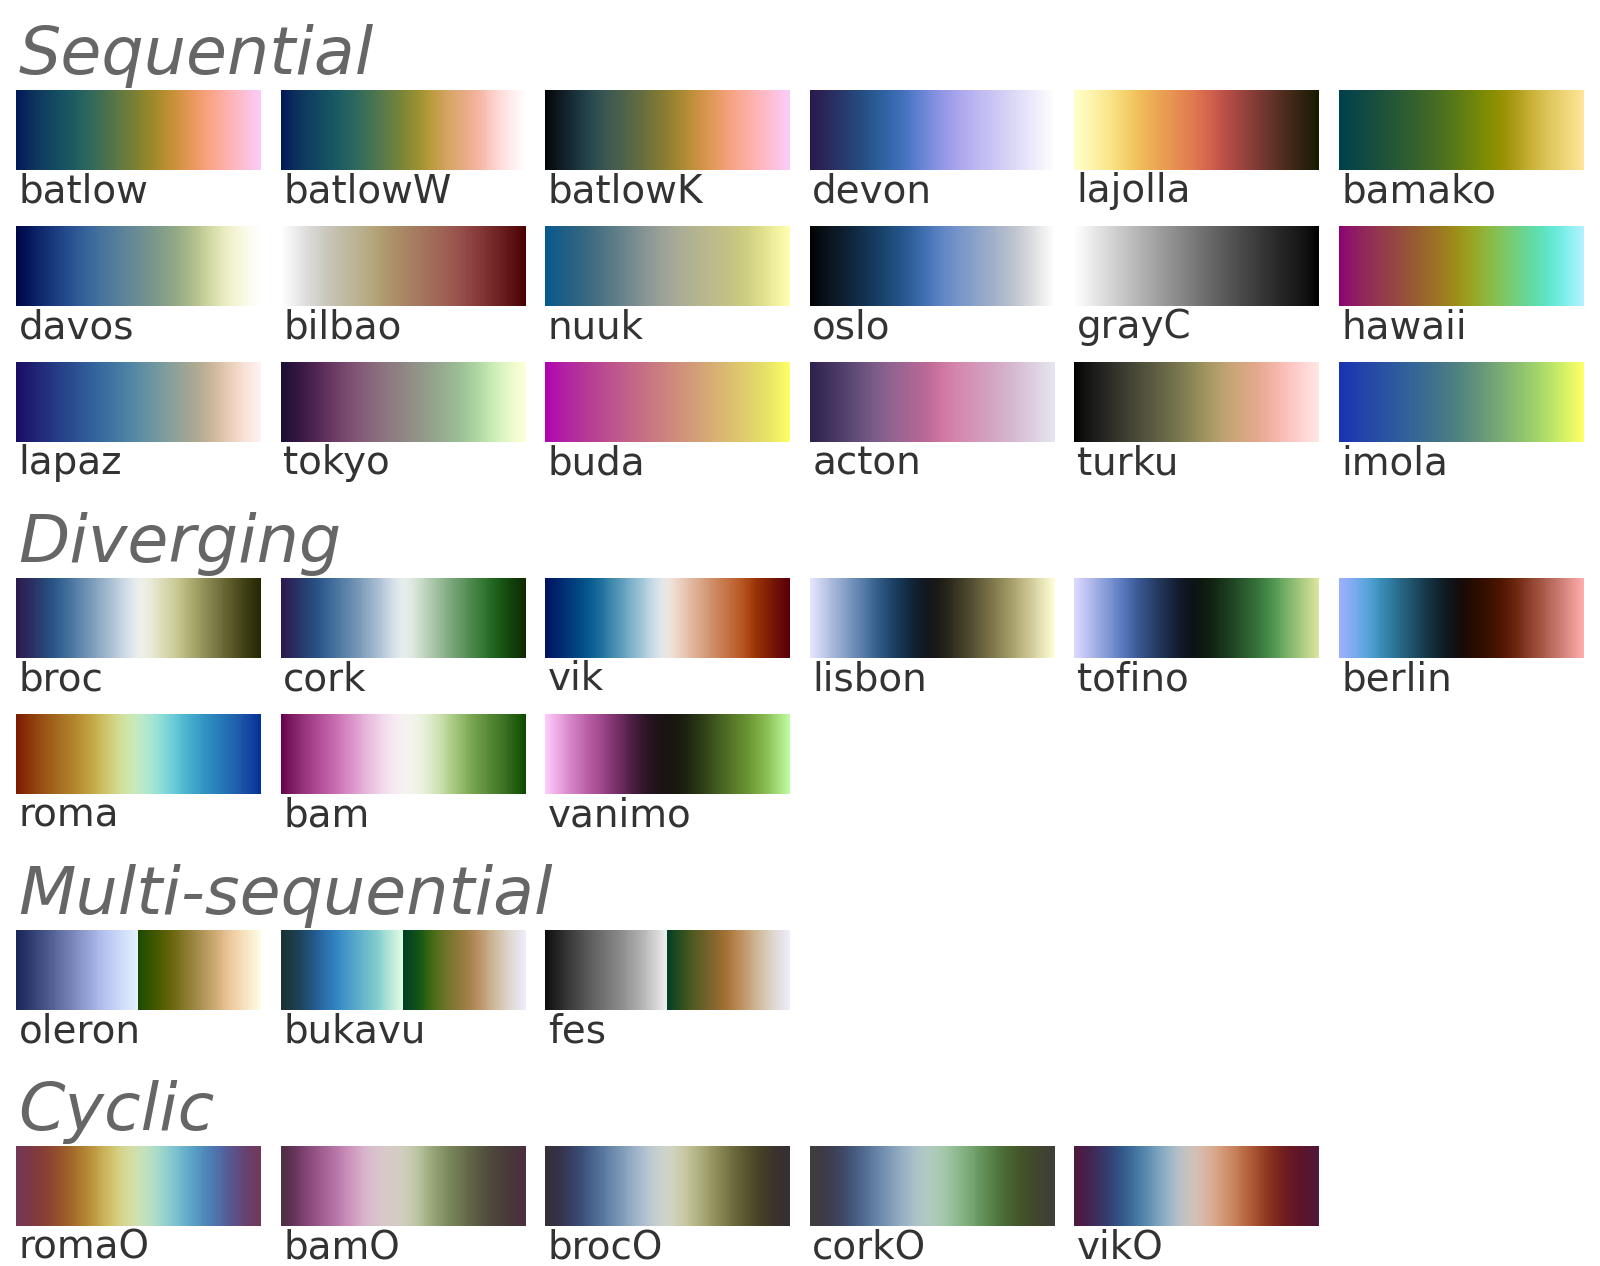 Sequential
batlow batlowW batlowK devon lajolla bamako
davos bilbao nuuk oslo grayC hawaii
lapaz tokyo buda acton turku imola
Diverging
broc cork vik lisbon tofino berlin
roma bam vanimo
Multi-sequential
oleron bukavu fes
Cyclic
romaO bamO brocO corkO vikO